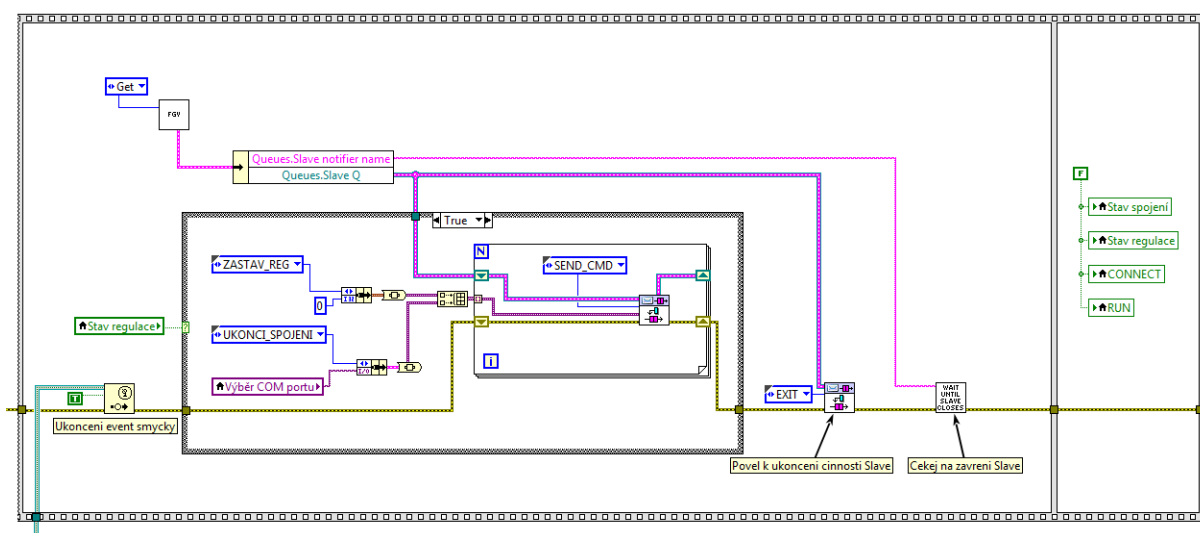 Get
FGV
Queues.Slave notifier name
Queues.Slave Q
True
N
ZASTAV_REG
SEND_CMD
0
Stav regulace
UKONCI_SPOJENI
i
Výběr COM portu
T
Ukonceni event smycky
EXIT
WAIT
UNTIL
SLAVE
CLOSES
Povel k ukonceni cinnosti Slave
Cekej na zavreni Slave
F
Stav spojení
Stav regulace
CONNECT
RUN